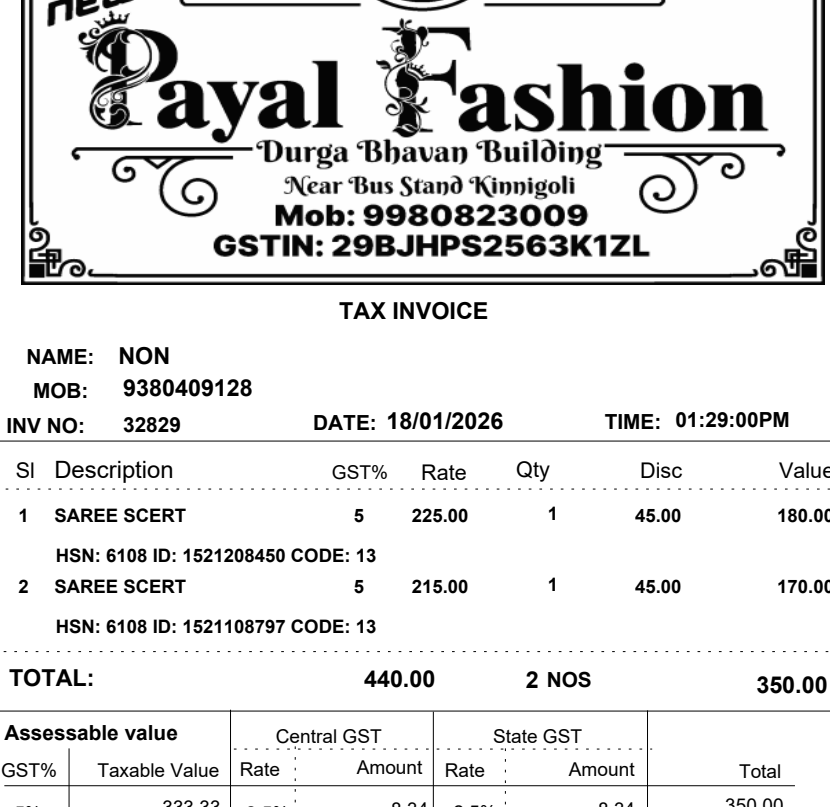 new
Payal Fashion
Durga Bhavan Building
Near Bus Stand Kinnigoli
Mob: 9980823009
GSTIN: 29BJHPS2563K1ZL
TAX INVOICE
NAME: NON
MOB: 9380409128
INV NO: 32829 DATE: 18/01/2026 TIME: 01:29:00PM
Sl Description GST% Rate Qty Disc Value
1 SAREE SCERT 5 225.00 1 45.00 180.00
HSN: 6108 ID: 1521208450 CODE: 13
2 SAREE SCERT 5 215.00 1 45.00 170.00
HSN: 6108 ID: 1521108797 CODE: 13
TOTAL: 440.00 2 NOS 350.00
Assessable value Central GST State GST
GST% Taxable Value Rate Amount Rate Amount Total
350.00